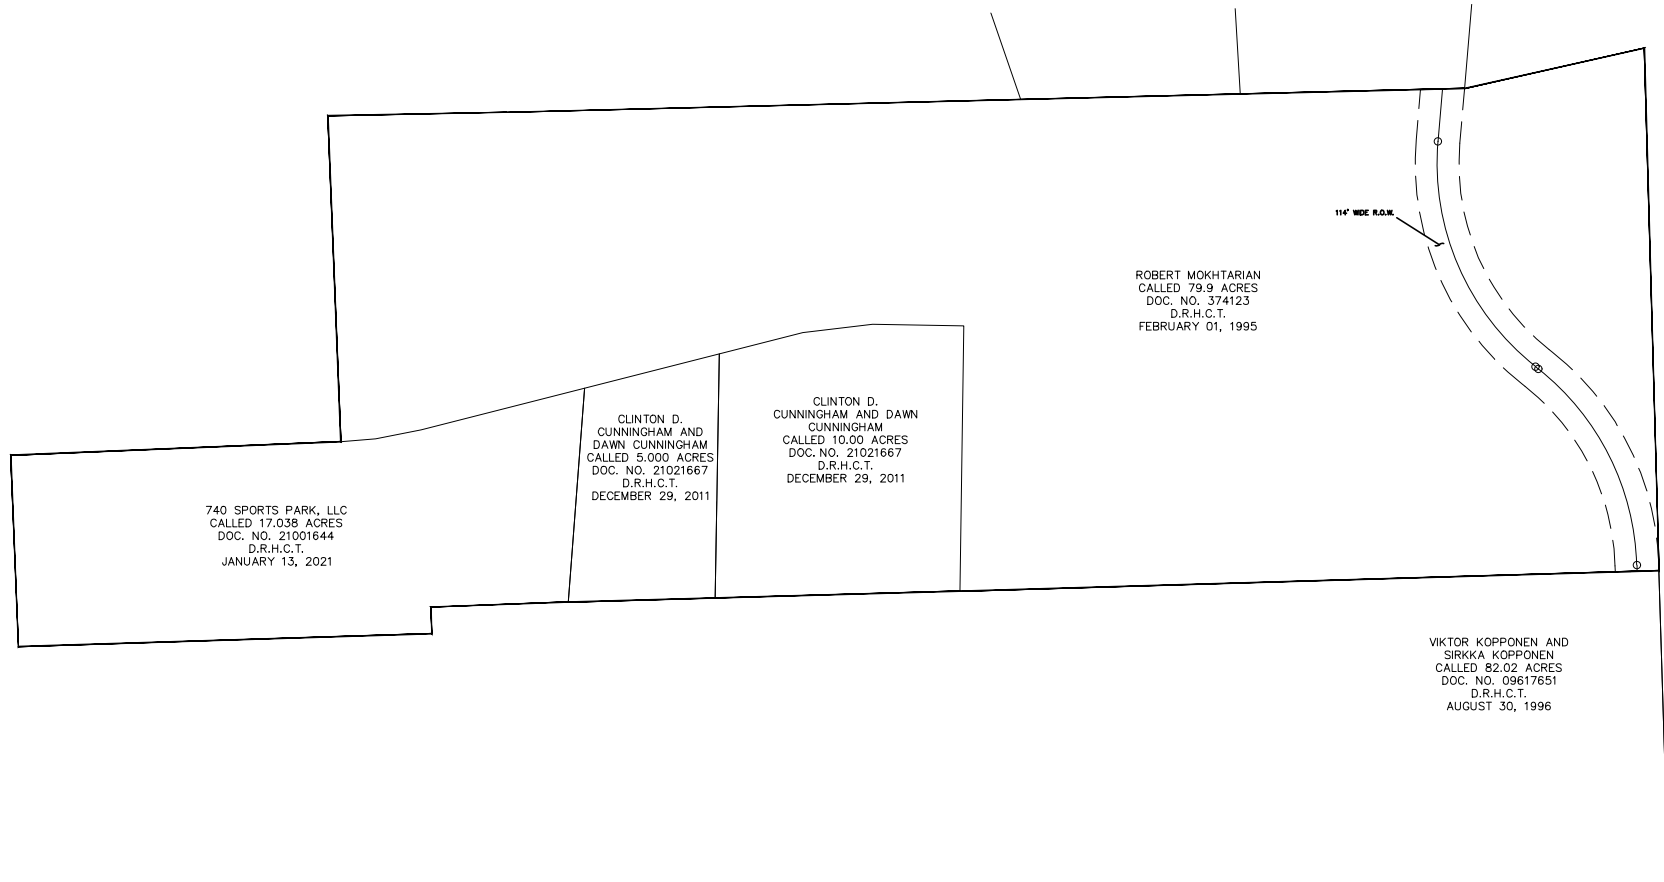 114' WIDE R.O.W.
ROBERT MOKHTARIAN
CALLED 79.9 ACRES
DOC. NO. 374123
D.R.H.C.T.
FEBRUARY 01, 1995
CLINTON D.
CUNNINGHAM AND DAWN
CUNNINGHAM
CALLED 10.00 ACRES
DOC. NO. 21021667
D.R.H.C.T.
DECEMBER 29, 2011
CLINTON D.
CUNNINGHAM AND
DAWN CUNNINGHAM
CALLED 5.000 ACRES
DOC. NO. 21021667
D.R.H.C.T.
DECEMBER 29, 2011
740 SPORTS PARK, LLC
CALLED 17.038 ACRES
DOC. NO. 21001644
D.R.H.C.T.
JANUARY 13, 2021
VIKTOR KOPPONEN AND
SIRKKA KOPPONEN
CALLED 82.02 ACRES
DOC. NO. 09617651
D.R.H.C.T.
AUGUST 30, 1996